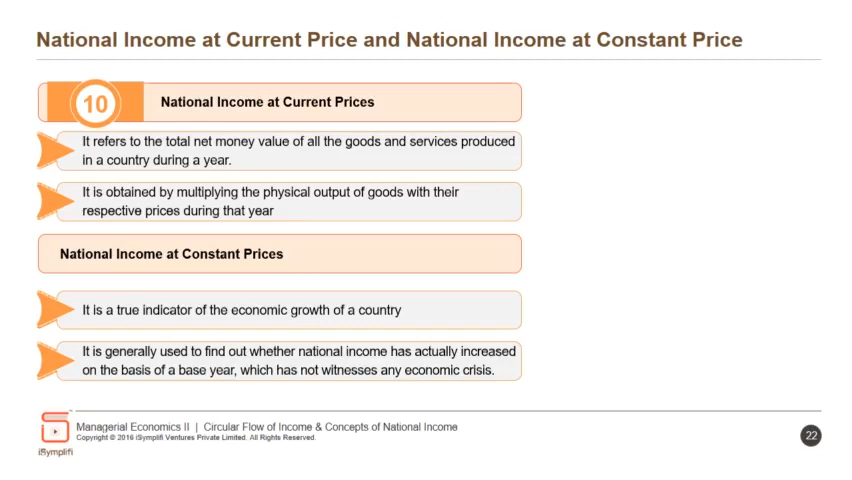 National Income at Current Price and National Income at Constant Price
10
National Income at Current Prices
It refers to the total net money value of all the goods and services produced
in a country during a year.
It is obtained by multiplying the physical output of goods with their
respective prices during that year
National Income at Constant Prices
It is a true indicator of the economic growth of a country
It is generally used to find out whether national income has actually increased
on the basis of a base year, which has not witnesses any economic crisis.
Managerial Economics II | Circular Flow of Income & Concepts of National Income
Copyright © 2016 iSymplifi Ventures Private Limited. All Rights Reserved.
iSymplifi
22